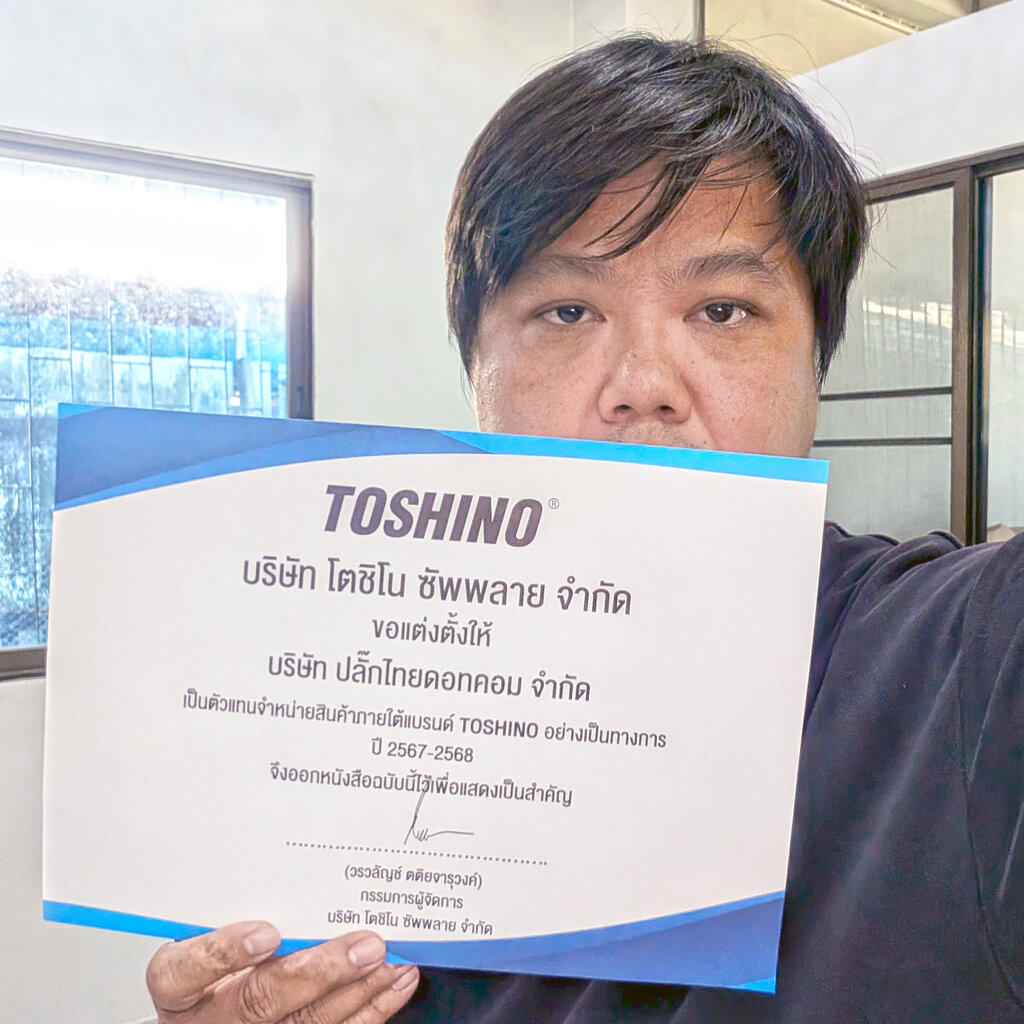 TOSHINO®
บริษัท โตชิโน ซัพพลาย จำกัด
ขอแต่งตั้งให้
บริษัท ปลั๊กไทยดอทคอม จำกัด
เป็นตัวแทนจำหน่ายสินค้าภายใต้แบรนด์ TOSHINO อย่างเป็นทางการ
ปี 2567-2568
จึงออกหนังสือฉบับนี้ไว้เพื่อแสดงเป็นสำคัญ
(วรวลัญช์ ตติยจารุวงค์)
กรรมการผู้จัดการ
บริษัท โตชิโน ซัพพลาย จำกัด